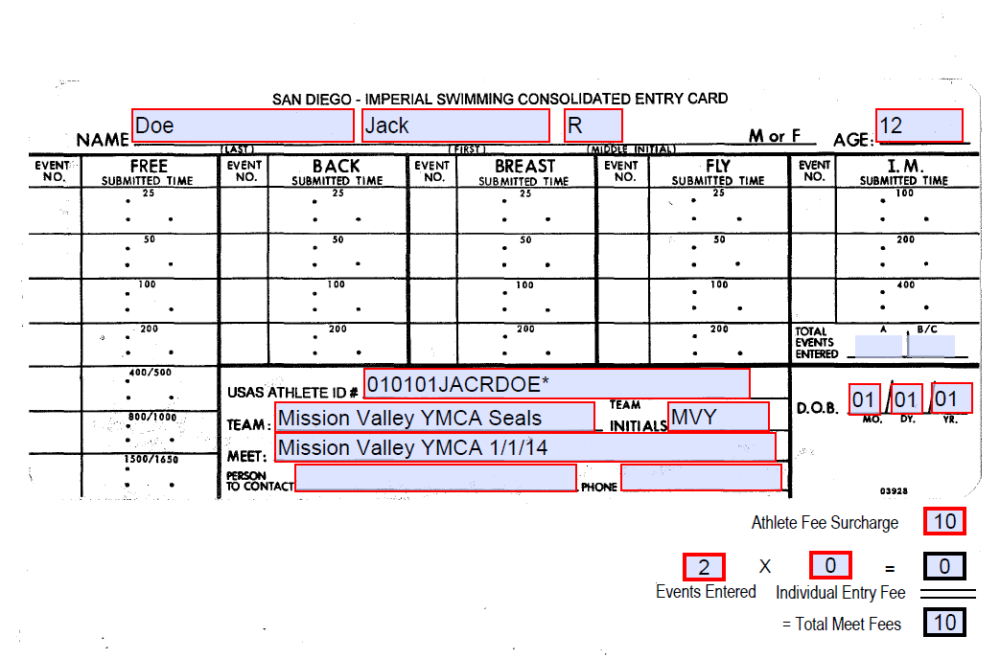 SAN DIEGO - IMPERIAL SWIMMING CONSOLIDATED ENTRY CARD
NAME Doe Jack R M or F AGE: 12
(LAST) (FIRST) (MIDDLE INITIAL)
EVENT NO. FREE SUBMITTED TIME EVENT NO. BACK SUBMITTED TIME EVENT NO. BREAST SUBMITTED TIME EVENT NO. FLY SUBMITTED TIME EVENT NO. I.M. SUBMITTED TIME
25 25 25 25 100
50 50 50 50 200
100 100 100 100 400
200 200 200 200 TOTAL EVENTS ENTERED A B/C
400/500
USAS ATHLETE ID # 010101JACRDOE*
D.O.B. 01 / 01 / 01
MO. DY. YR.
800/1000
TEAM: Mission Valley YMCA Seals TEAM INITIALS MVY
MEET: Mission Valley YMCA 1/1/14
1500/1650
PERSON TO CONTACT PHONE
03928
Athlete Fee Surcharge 10
2 X 0 = 0
Events Entered Individual Entry Fee
= Total Meet Fees 10